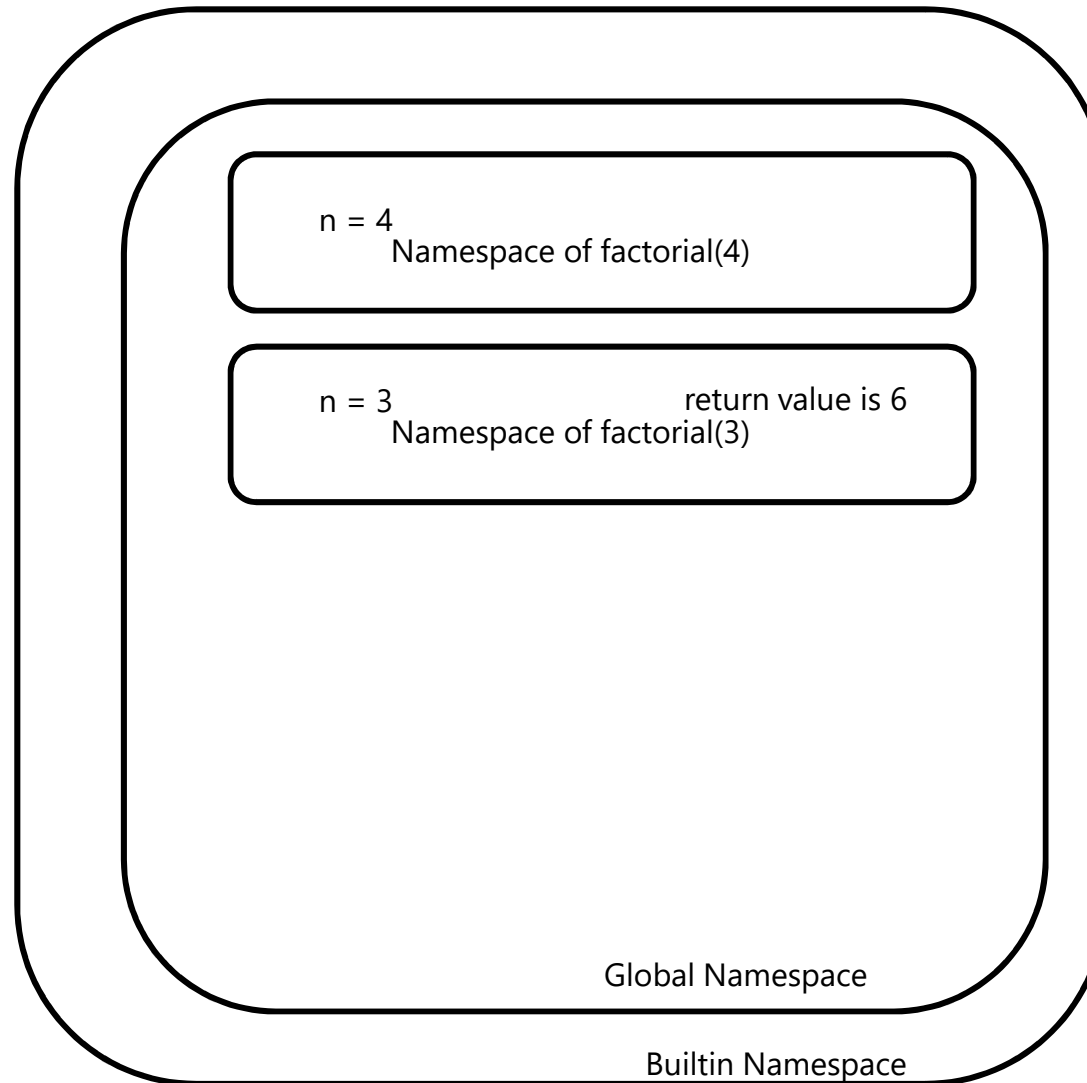 n = 4
Namespace of factorial(4)
n = 3 return value is 6
Namespace of factorial(3)
Global Namespace
Builtin Namespace